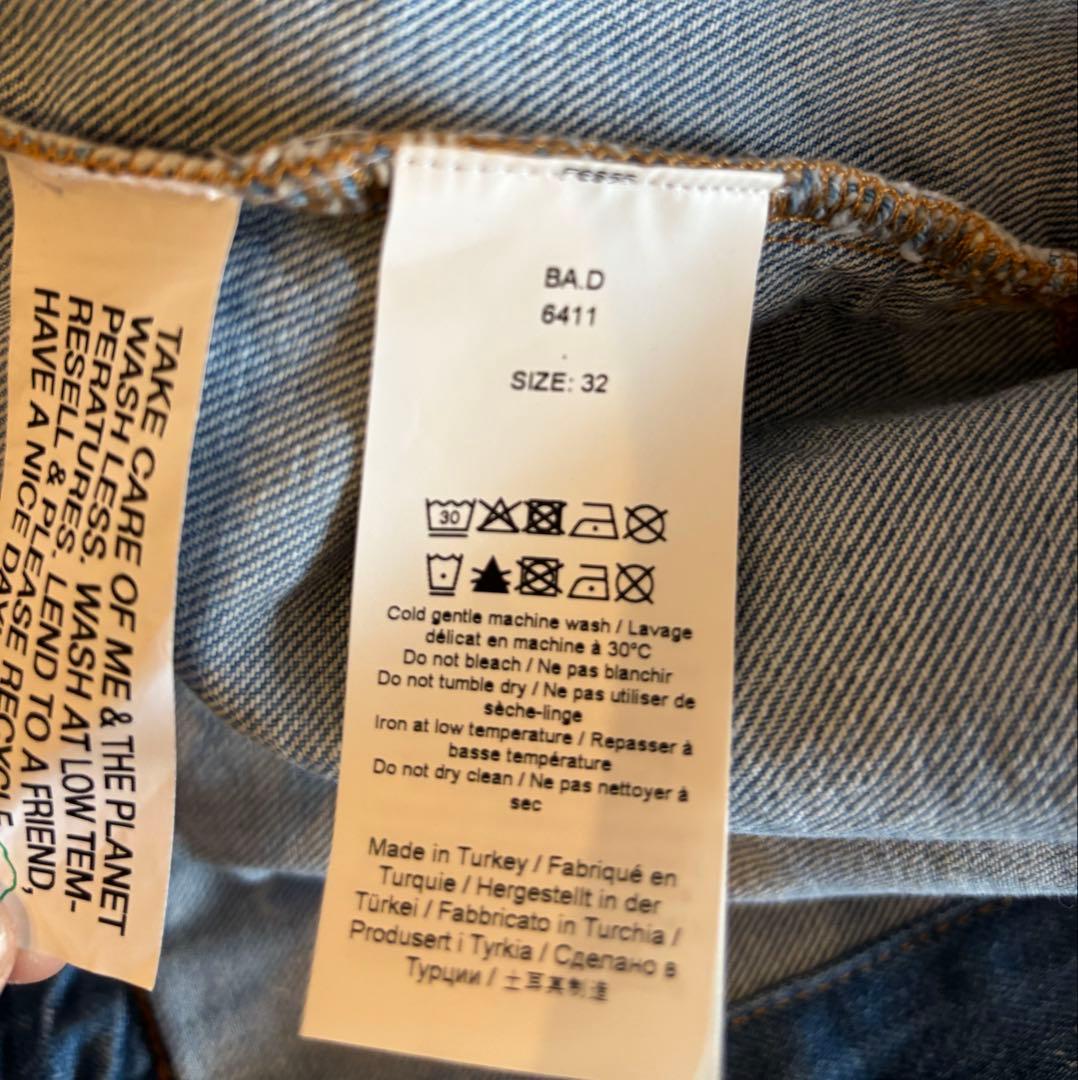 TAKE CARE OF ME & THE PLANET
WASH LESS. WASH AT LOW TEM-
PERATURES. LEND TO A FRIEND,
RESELL & PLEASE RECYCLE
HAVE A NICE DAY
BA.D
6411
.
SIZE: 32
30
Cold gentle machine wash / Lavage
délicat en machine à 30°C
Do not bleach / Ne pas blanchir
Do not tumble dry / Ne pas utiliser de
sèche-linge
Iron at low temperature / Repasser à
basse température
Do not dry clean / Ne pas nettoyer à
sec
Made in Turkey / Fabriqué en
Turquie / Hergestellt in der
Türkei / Fabbricato in Turchia /
Produsert i Tyrkia / Сделано в
Турции / 土耳其制造